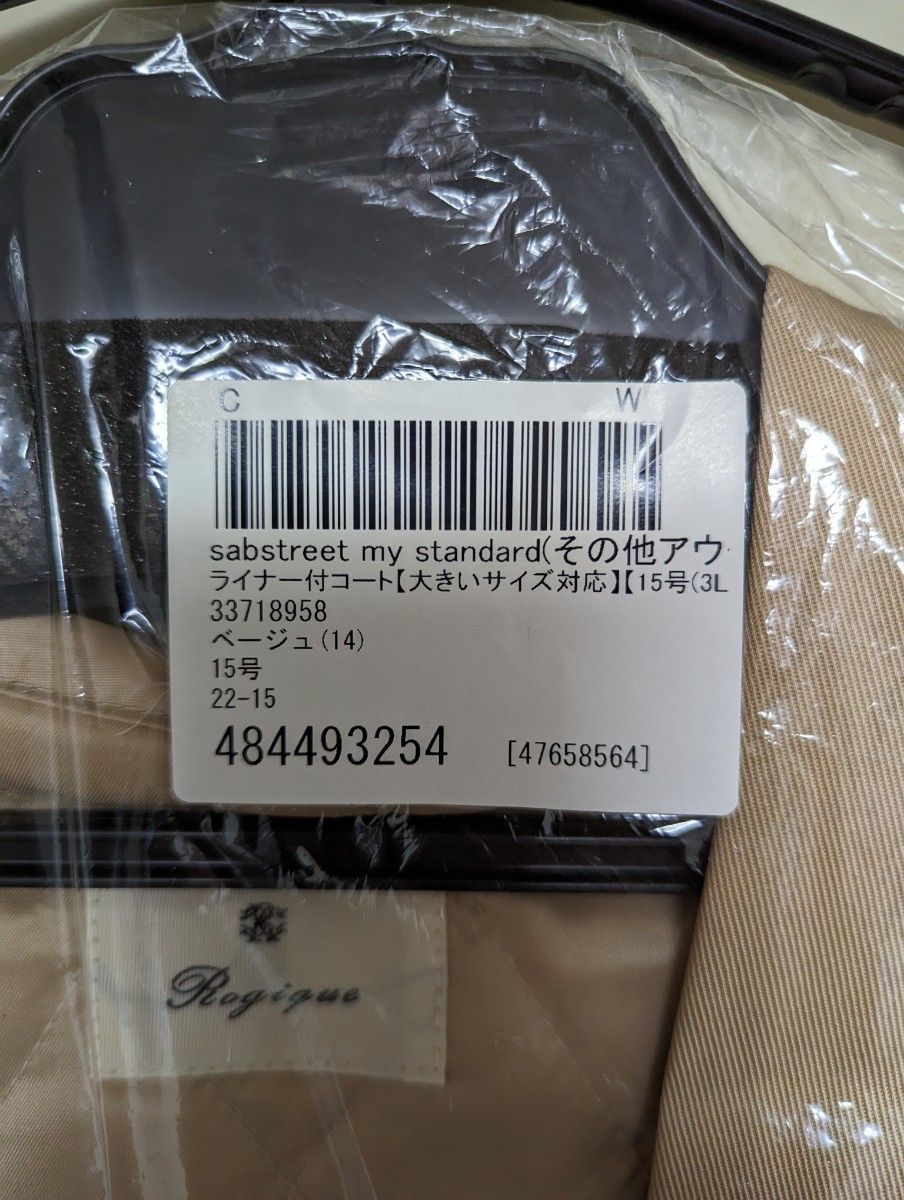 C W
sabstreet my standard(その他アウ
ライナー付コート【大きいサイズ対応】【15号(3L
33718958
ベージュ(14)
15号
22-15
484493254 [47658564]
Rogique